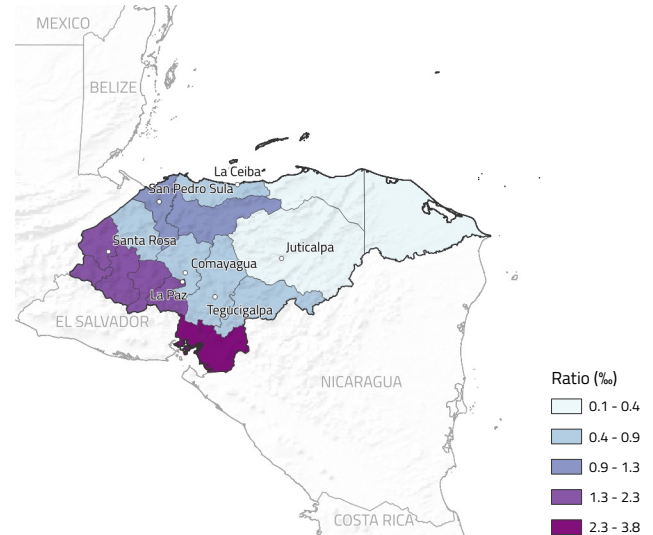 MEXICO
BELIZE
La Ceiba
San Pedro Sula
Santa Rosa
Juticalpa
Comayagua
La Paz
Tegucigalpa
EL SALVADOR
NICARAGUA
COSTA RICA
Ratio (‰)
0.1 - 0.4
0.4 - 0.9
0.9 - 1.3
1.3 - 2.3
2.3 - 3.8